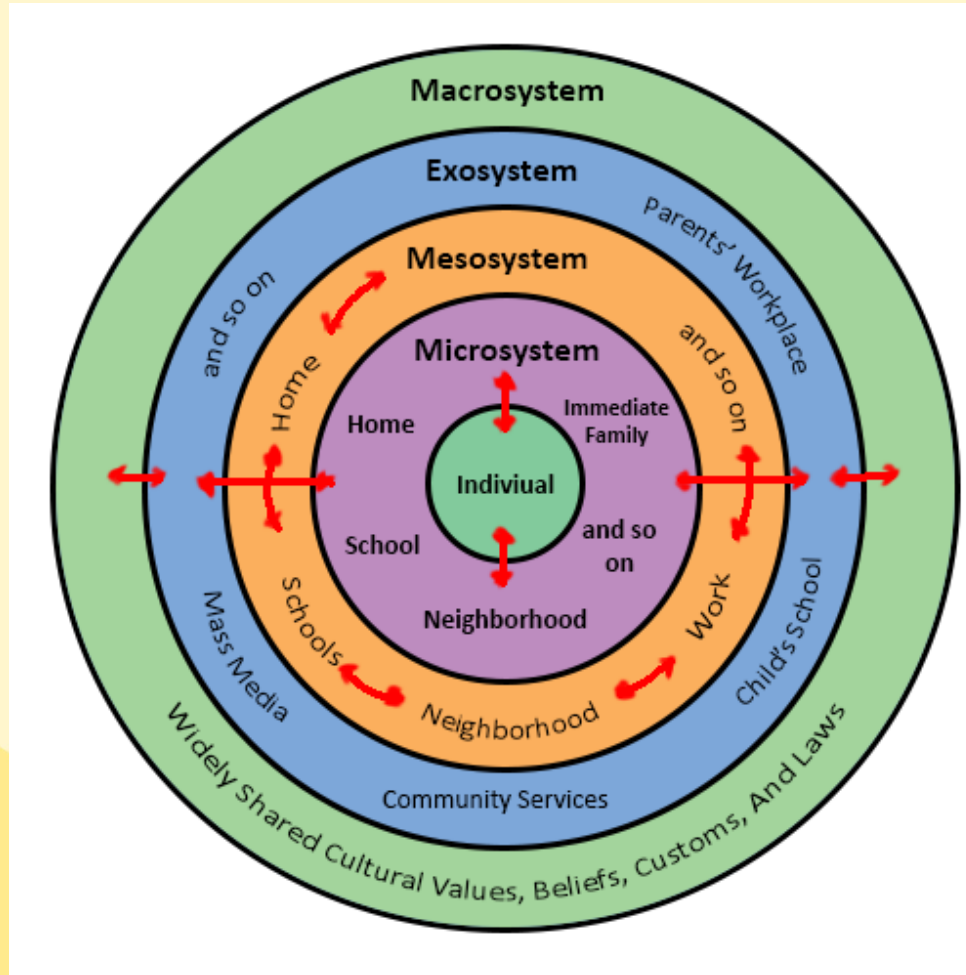 Macrosystem
Exosystem
Parents' Workplace
and so on
Mesosystem
and so on
Home
Microsystem
Home
Immediate
Family
Indiviual
School
and so
on
Neighborhood
Schools
Work
Neighborhood
Mass Media
Child's School
Community Services
Widely Shared Cultural Values, Beliefs, Customs, And Laws